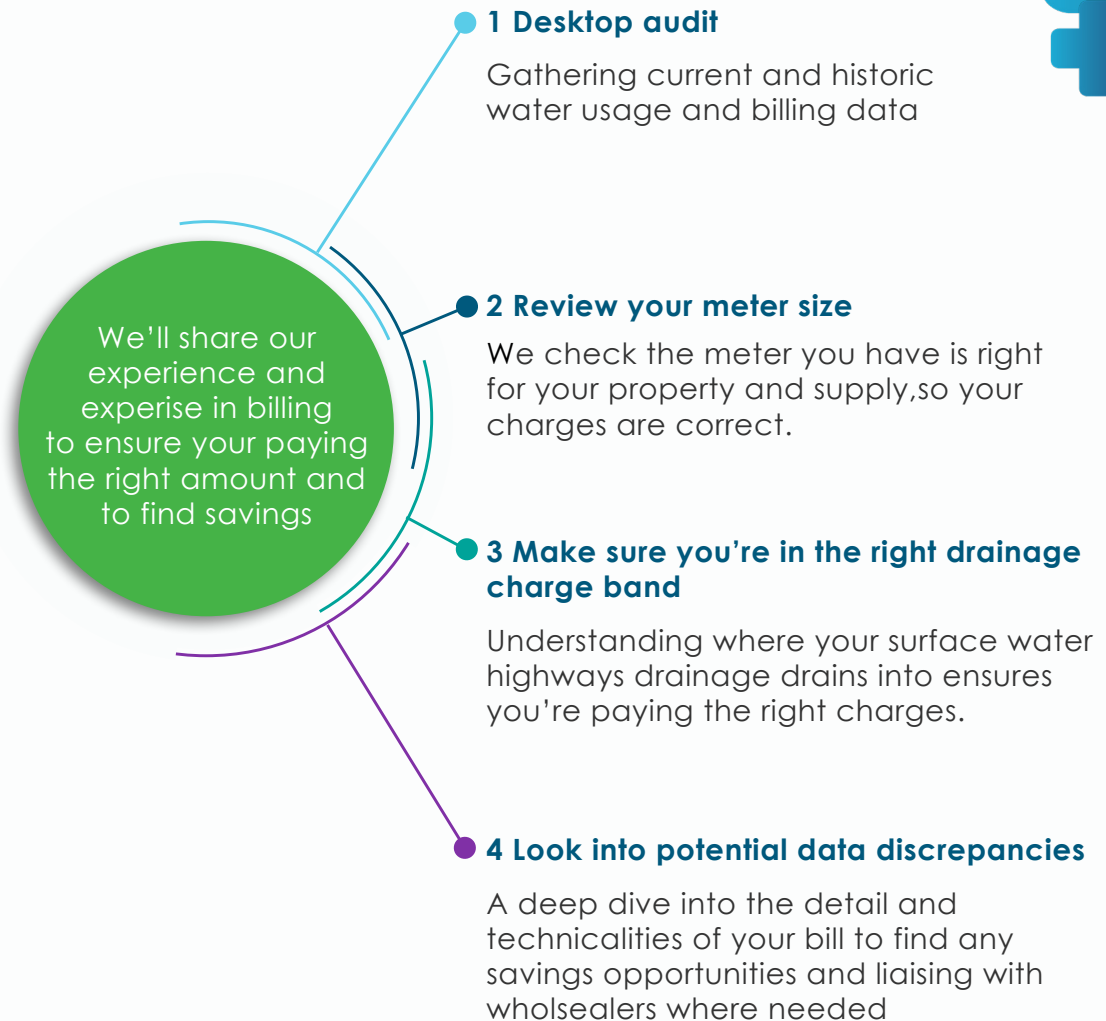 1 Desktop audit
Gathering current and historic
water usage and billing data
We’ll share our
experience and
experise in billing
to ensure your paying
the right amount and
to find savings
2 Review your meter size
We check the meter you have is right
for your property and supply,so your
charges are correct.
3 Make sure you’re in the right drainage
charge band
Understanding where your surface water
highways drainage drains into ensures
you’re paying the right charges.
4 Look into potential data discrepancies
A deep dive into the detail and
technicalities of your bill to find any
savings opportunities and liaising with
wholsealers where needed